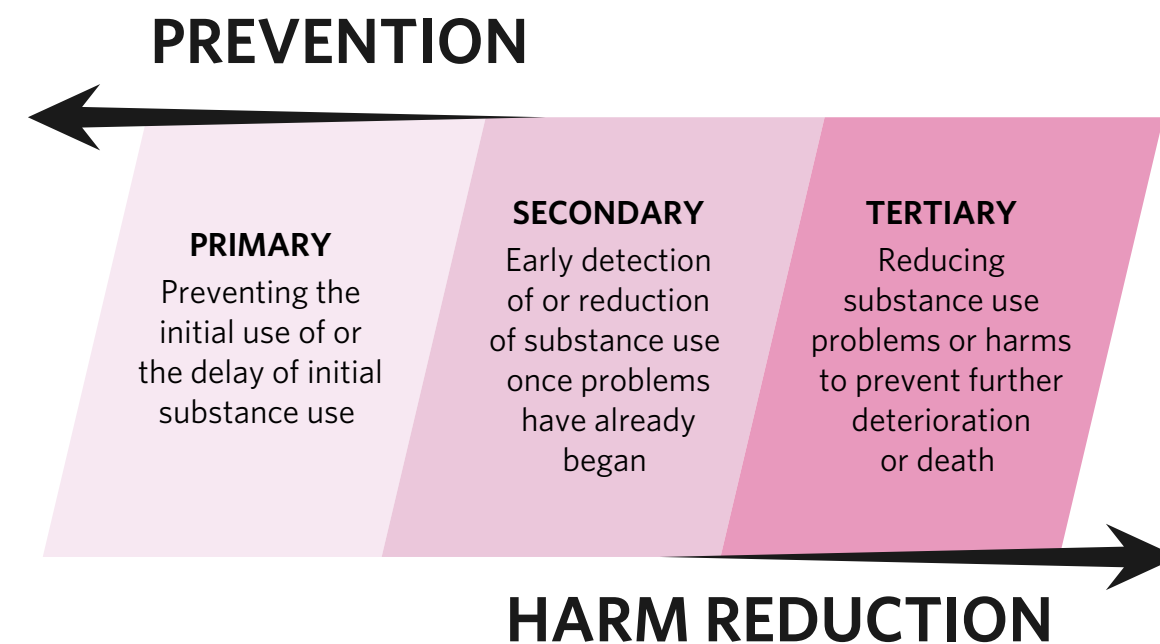 PREVENTION
PRIMARY
Preventing the
initial use of or
the delay of initial
substance use
SECONDARY
Early detection
of or reduction
of substance use
once problems
have already
began
TERTIARY
Reducing
substance use
problems or harms
to prevent further
deterioration
or death
HARM REDUCTION